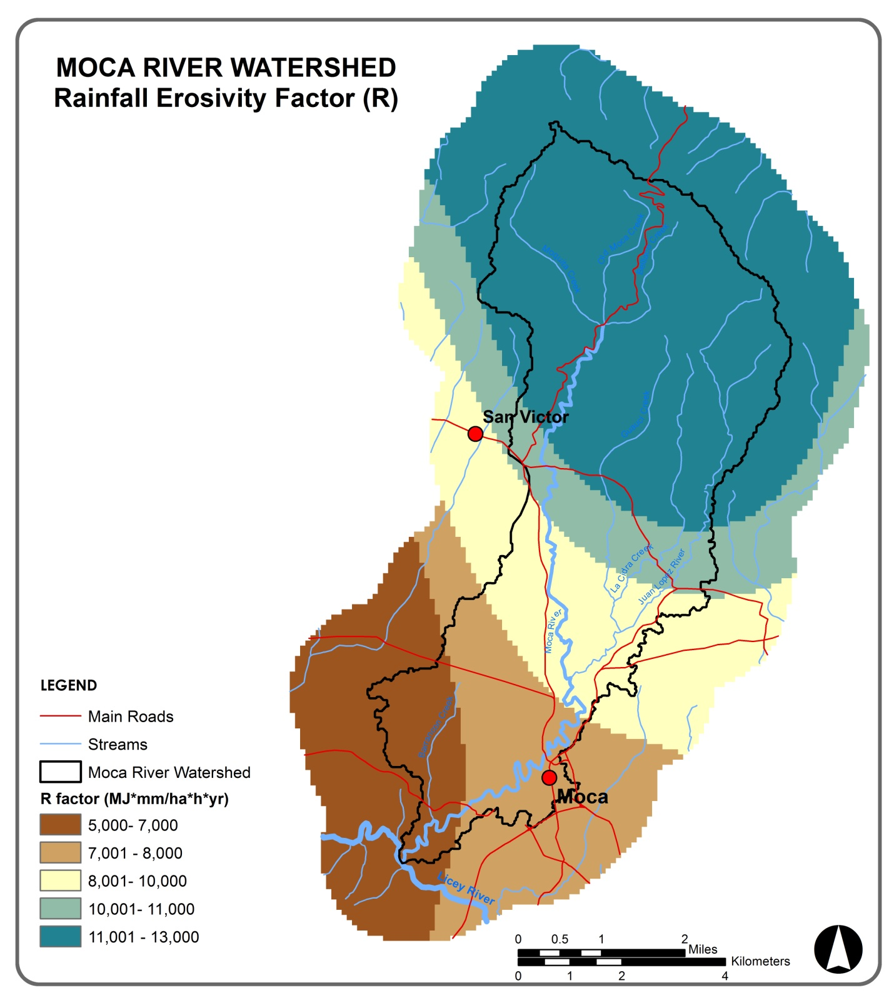 MOCA RIVER WATERSHED
Rainfall Erosivity Factor (R)
Old Moca Creek
San Victor
La Cidra Creek
Juan Lopez River
Moca River
Moca
Licey River
LEGEND
Main Roads
Streams
Moca River Watershed
R factor (MJ*mm/ha*h*yr)
5,000- 7,000
7,001 - 8,000
8,001- 10,000
10,001- 11,000
11,001 - 13,000
0 0.5 1 2
Miles
Kilometers
0 1 2 4